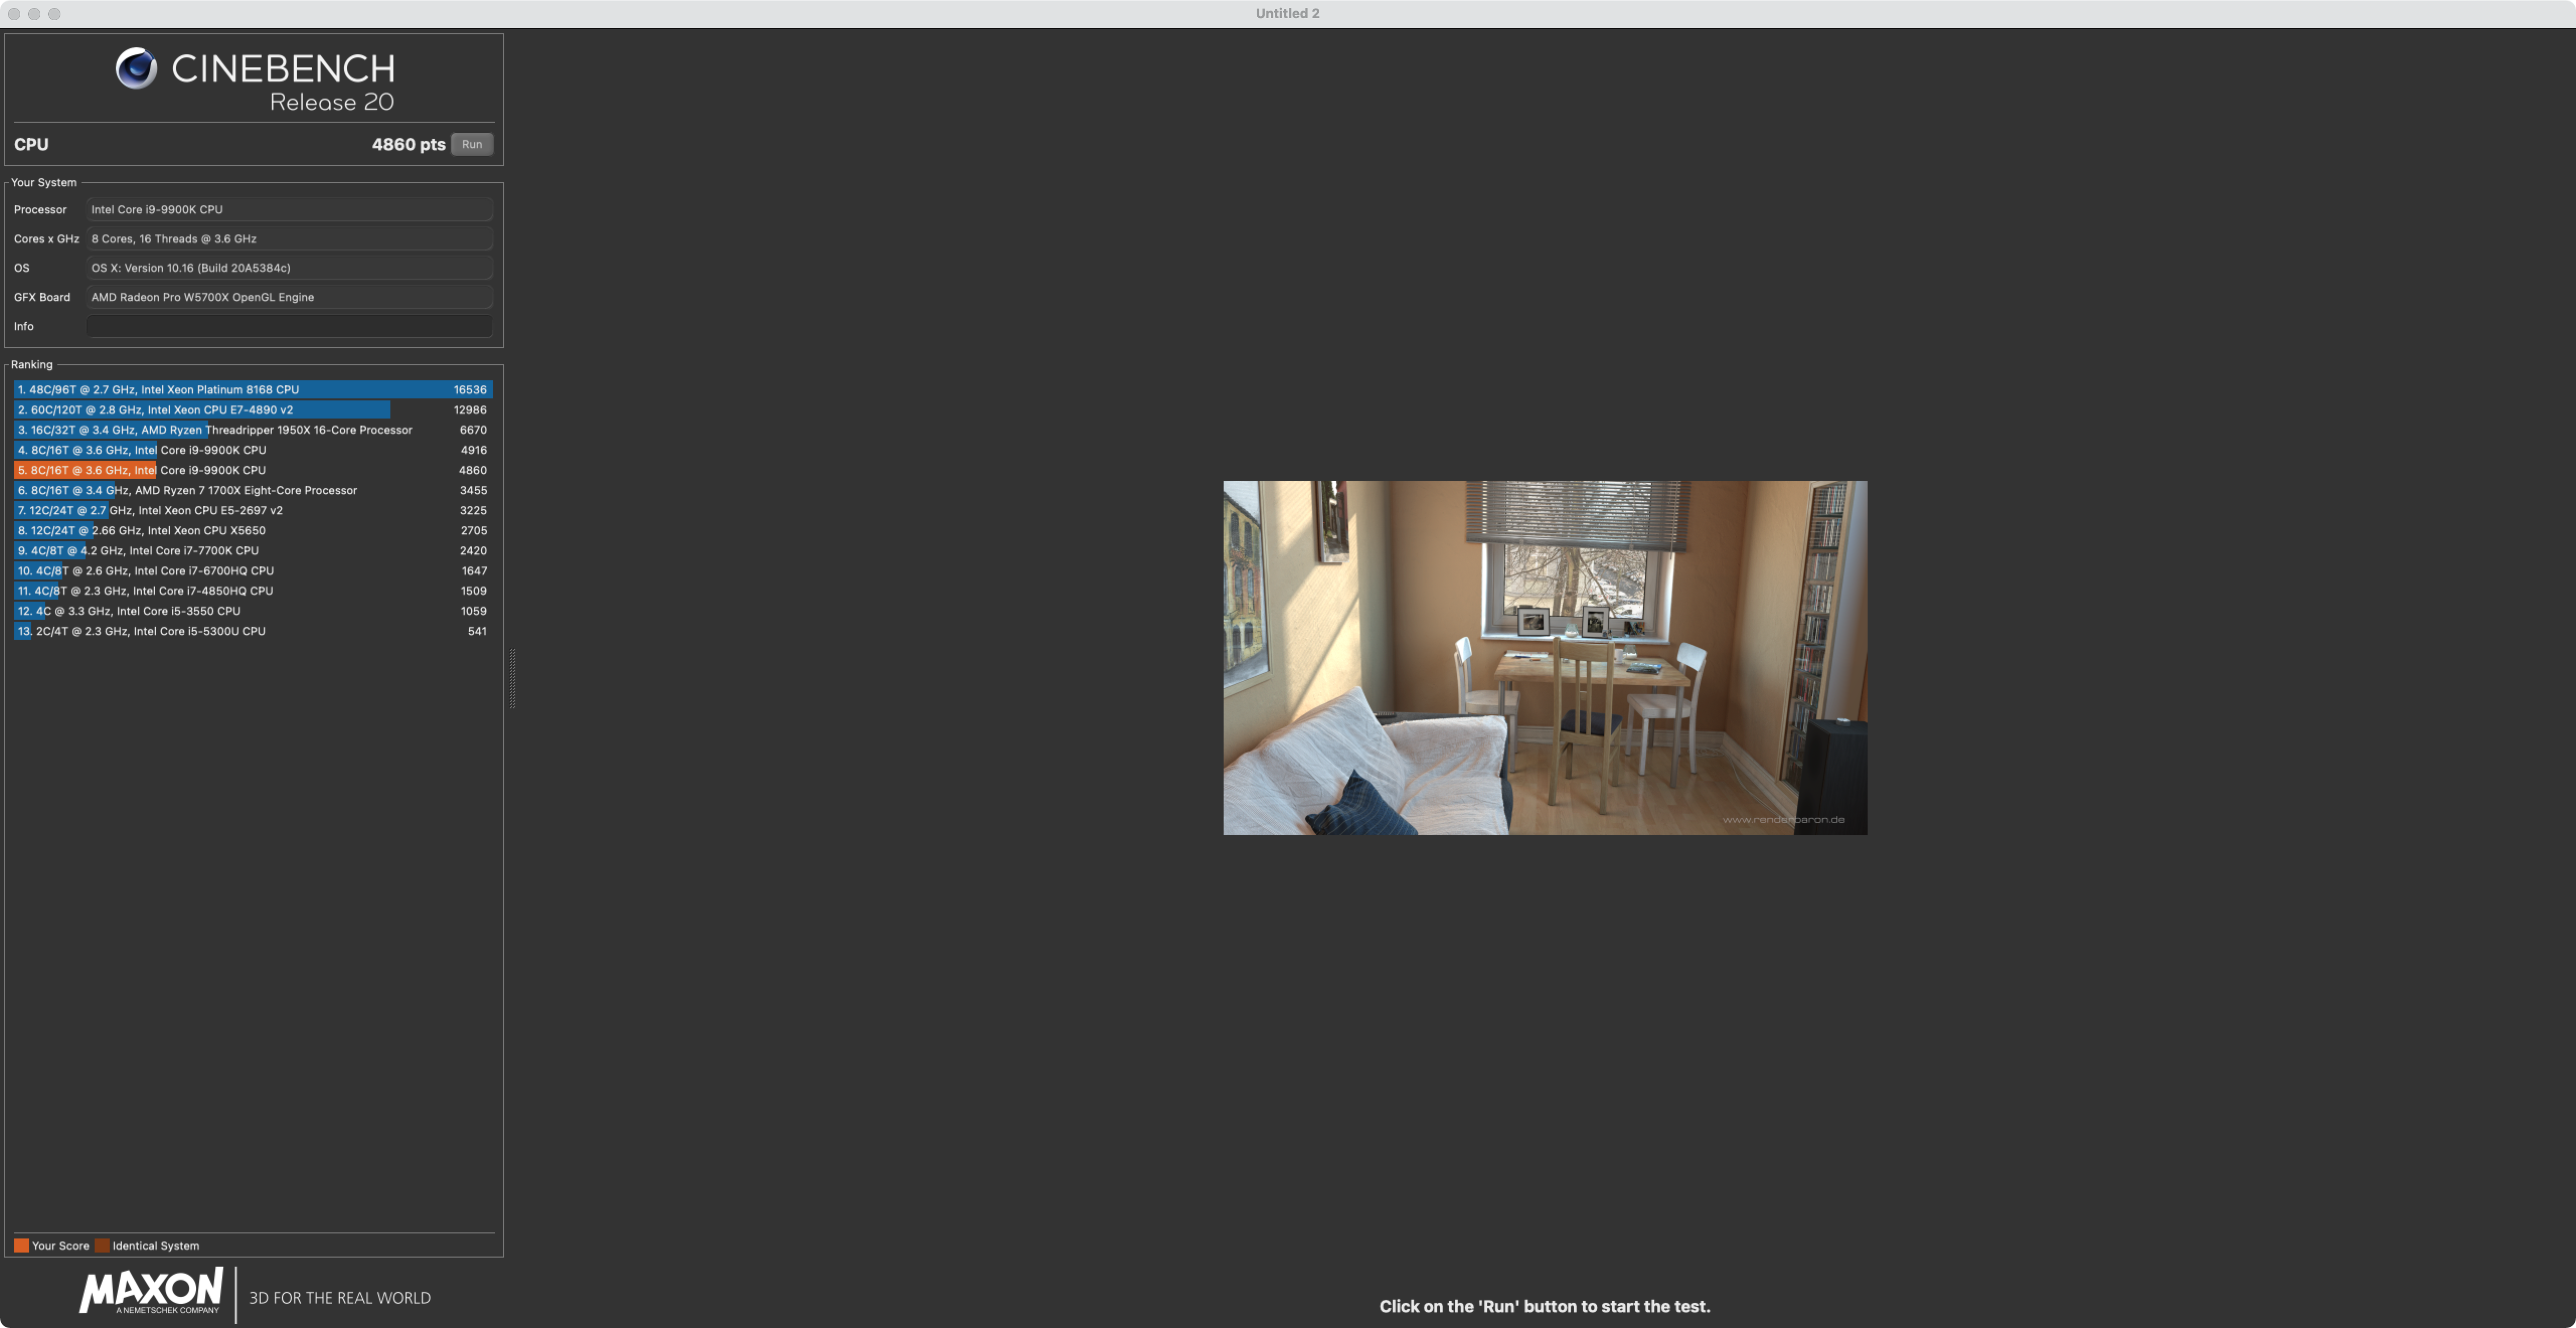 Untitled 2
CINEBENCH
Release 20
CPU 4860 pts Run
Your System
Processor Intel Core i9-9900K CPU
Cores x GHz 8 Cores, 16 Threads @ 3.6 GHz
OS OS X: Version 10.16 (Build 20A5384c)
GFX Board AMD Radeon Pro W5700X OpenGL Engine
Info
Ranking
1. 48C/96T @ 2.7 GHz, Intel Xeon Platinum 8168 CPU 16536
2. 60C/120T @ 2.8 GHz, Intel Xeon CPU E7-4890 v2 12986
3. 16C/32T @ 3.4 GHz, AMD Ryzen Threadripper 1950X 16-Core Processor 6670
4. 8C/16T @ 3.6 GHz, Intel Core i9-9900K CPU 4916
5. 8C/16T @ 3.6 GHz, Intel Core i9-9900K CPU 4860
6. 8C/16T @ 3.4 GHz, AMD Ryzen 7 1700X Eight-Core Processor 3455
7. 12C/24T @ 2.7 GHz, Intel Xeon CPU E5-2697 v2 3225
8. 12C/24T @ 2.66 GHz, Intel Xeon CPU X5650 2705
9. 4C/8T @ 4.2 GHz, Intel Core i7-7700K CPU 2420
10. 4C/8T @ 2.6 GHz, Intel Core i7-6700HQ CPU 1647
11. 4C/8T @ 2.3 GHz, Intel Core i7-4850HQ CPU 1509
12. 4C @ 3.3 GHz, Intel Core i5-3550 CPU 1059
13. 2C/4T @ 2.3 GHz, Intel Core i5-5300U CPU 541
www.renderbaron.de
Your Score Identical System
MAXON
A NEMETSCHEK COMPANY
3D FOR THE REAL WORLD
Click on the 'Run' button to start the test.